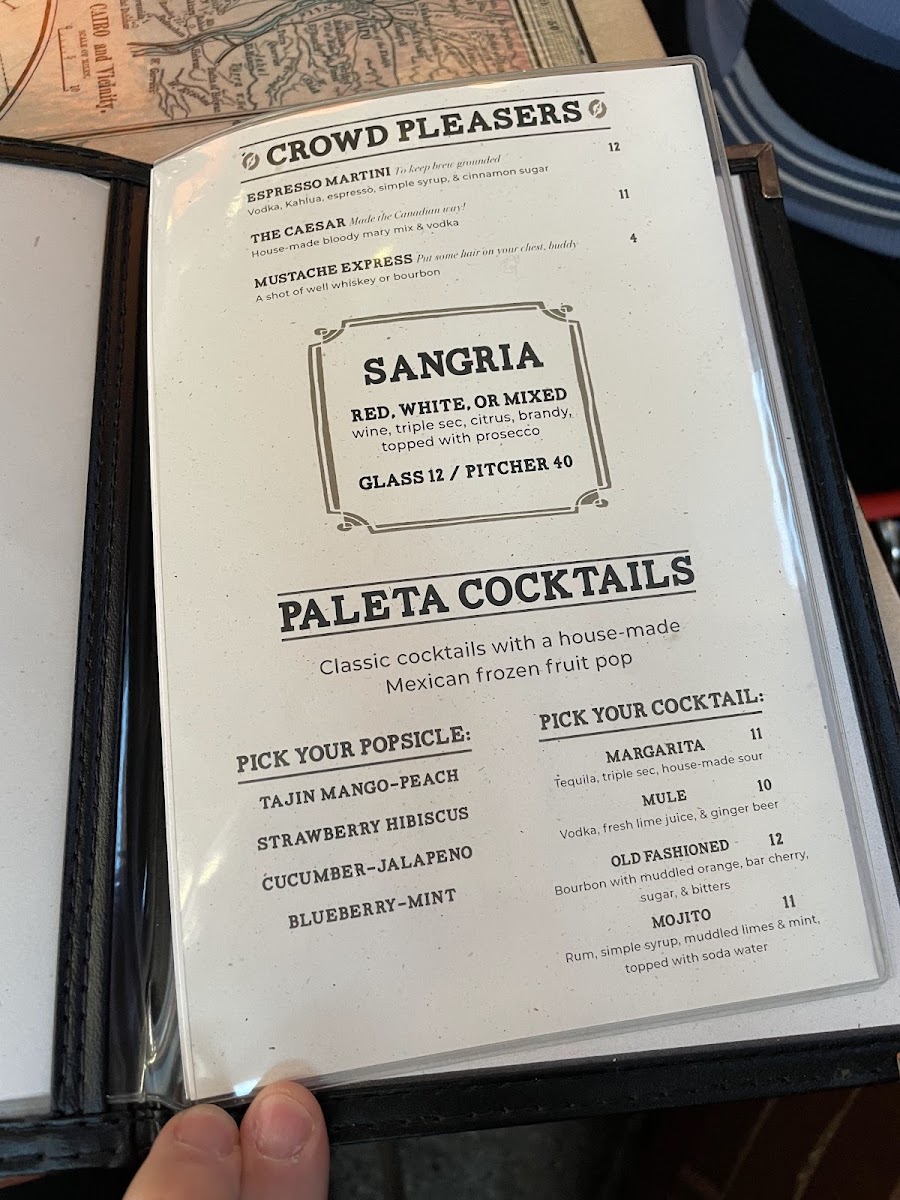 CAIRO and Vicinity.
CROWD PLEASERS
ESPRESSO MARTINI To keep brew grounded 12
Vodka, Kahlua, espresso, simple syrup, & cinnamon sugar
THE CAESAR Made the Canadian way! 11
House-made bloody mary mix & vodka
MUSTACHE EXPRESS Put some hair on your chest, buddy 4
A shot of well whiskey or bourbon
SANGRIA
RED, WHITE, OR MIXED
wine, triple sec, citrus, brandy,
topped with prosecco
GLASS 12 / PITCHER 40
PALETA COCKTAILS
Classic cocktails with a house-made
Mexican frozen fruit pop
PICK YOUR POPSICLE:
TAJIN MANGO-PEACH
STRAWBERRY HIBISCUS
CUCUMBER-JALAPENO
BLUEBERRY-MINT
PICK YOUR COCKTAIL:
MARGARITA 11
Tequila, triple sec, house-made sour
MULE 10
Vodka, fresh lime juice, & ginger beer
OLD FASHIONED 12
Bourbon with muddled orange, bar cherry,
sugar, & bitters
MOJITO 11
Rum, simple syrup, muddled limes & mint,
topped with soda water